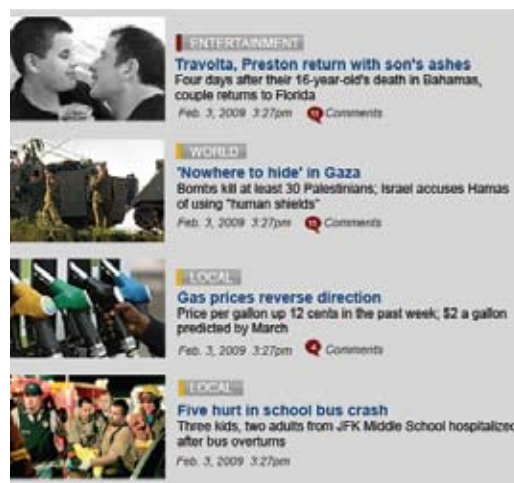 ENTERTAINMENT
Travolta, Preston return with son's ashes
Four days after their 16-year-old's death in Bahamas,
couple returns to Florida
Feb. 3, 2009 3:27pm Comments
WORLD
'Nowhere to hide' in Gaza
Bombs kill at least 30 Palestinians; Israel accuses Hamas
of using "human shields"
Feb. 3, 2009 3:27pm Comments
LOCAL
Gas prices reverse direction
Price per gallon up 12 cents in the past week; $2 a gallon
predicted by March
Feb. 3, 2009 3:27pm 4 Comments
LOCAL
Five hurt in school bus crash
Three kids, two adults from JFK Middle School hospitalized
after bus overturns
Feb. 3, 2009 3:27pm